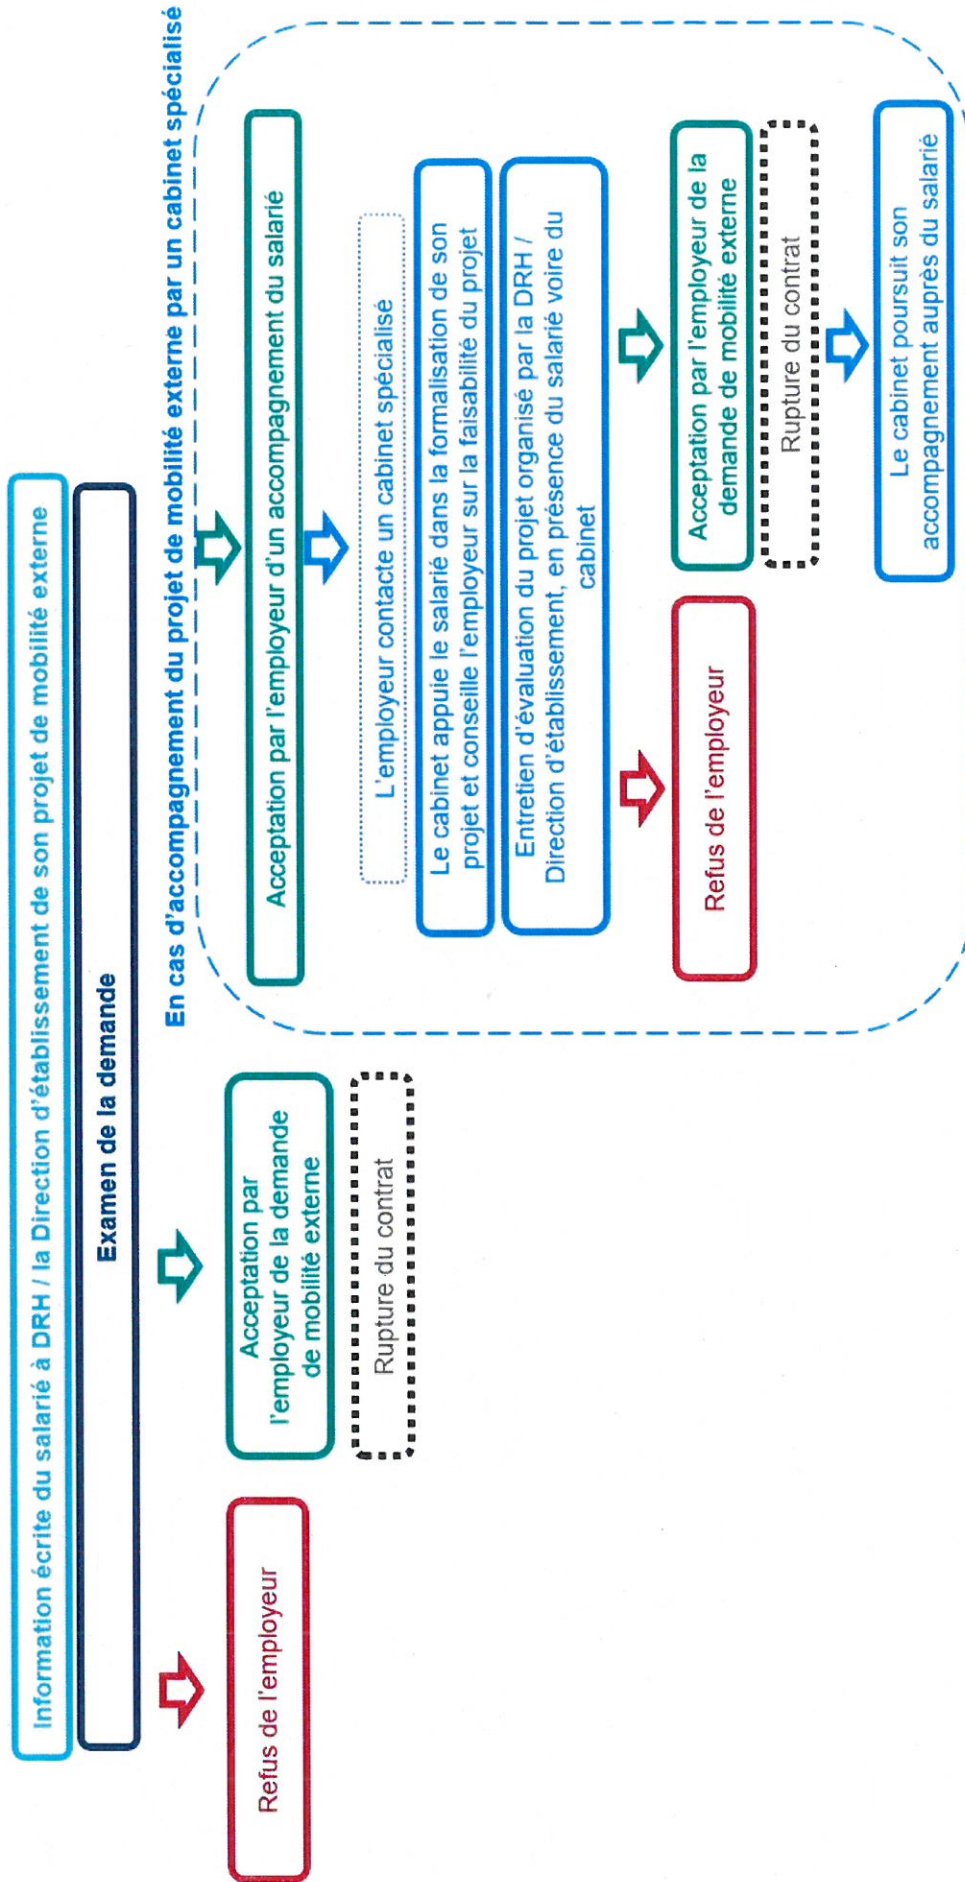 Information écrite du salarié à DRH / la Direction d'établissement de son projet de mobilité externe
Examen de la demande
Refus de l'employeur
Acceptation par
l'employeur de la demande
de mobilité externe
Rupture du contrat
En cas d'accompagnement du projet de mobilité externe par un cabinet spécialisé
Acceptation par l'employeur d'un accompagnement du salarié
L'employeur contacte un cabinet spécialisé
Le cabinet appuie le salarié dans la formalisation de son
projet et conseille l'employeur sur la faisabilité du projet
Entretien d'évaluation du projet organisé par la DRH /
Direction d'établissement, en présence du salarié voire du
cabinet
Refus de l'employeur
Acceptation par l'employeur de la
demande de mobilité externe
Rupture du contrat
Le cabinet poursuit son
accompagnement auprès du salarié